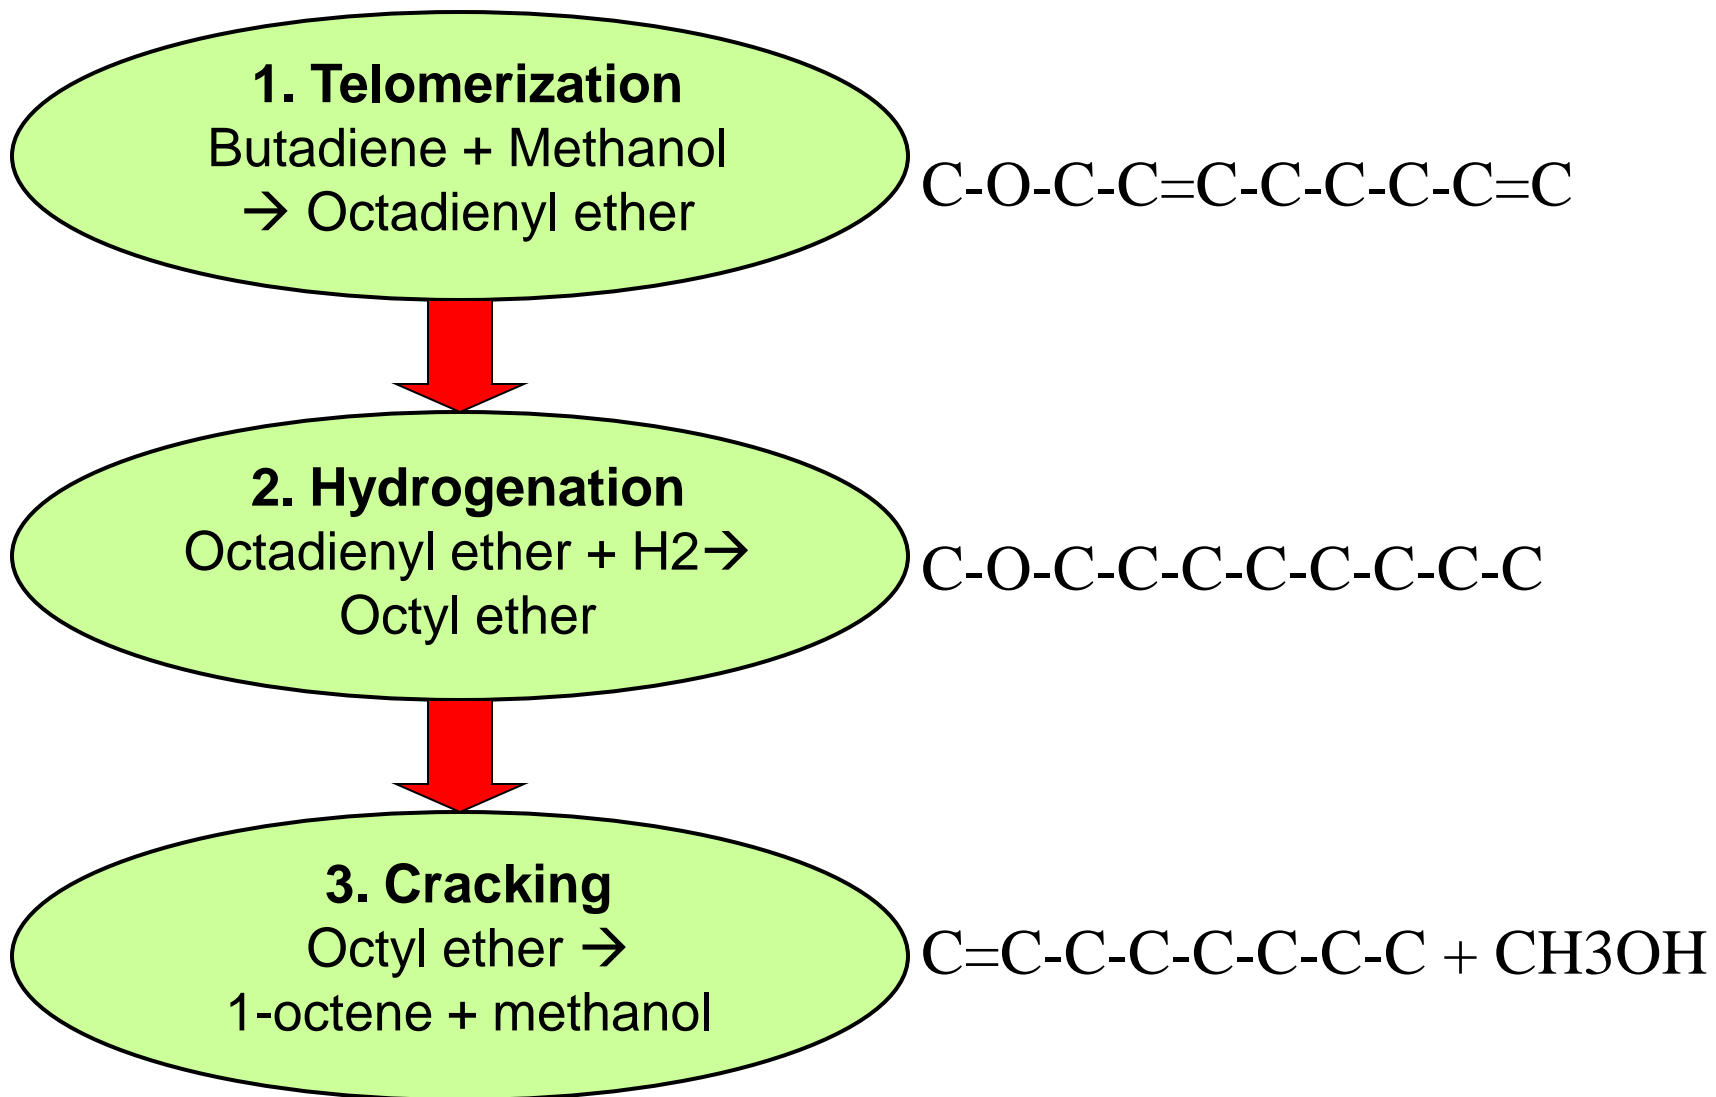 1. Telomerization
Butadiene + Methanol
→ Octadienyl ether
C-O-C-C=C-C-C-C-C=C
2. Hydrogenation
Octadienyl ether + H2→
Octyl ether
C-O-C-C-C-C-C-C-C-C
3. Cracking
Octyl ether →
1-octene + methanol
C=C-C-C-C-C-C-C + CH3OH